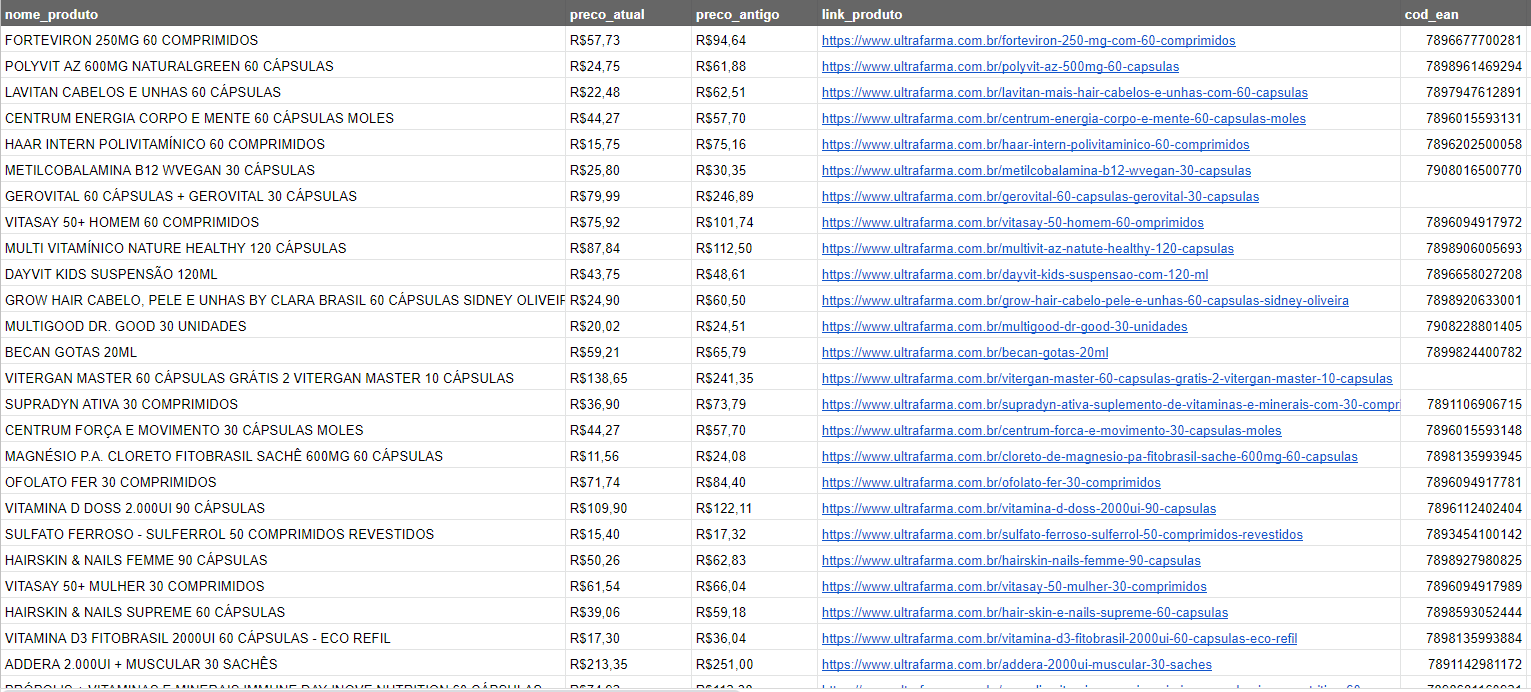 nome_produto preco_atual preco_antigo link_produto cod_ean
FORTEVIRON 250MG 60 COMPRIMIDOS R$57,73 R$94,64 https://www.ultrafarma.com.br/forteviron-250-mg-com-60-comprimidos 7896677700281
POLYVIT AZ 600MG NATURALGREEN 60 CÁPSULAS R$24,75 R$61,88 https://www.ultrafarma.com.br/polyvit-az-500mg-60-capsulas 7898961469294
LAVITAN CABELOS E UNHAS 60 CÁPSULAS R$22,48 R$62,51 https://www.ultrafarma.com.br/lavitan-mais-hair-cabelos-e-unhas-com-60-capsulas 7897947612891
CENTRUM ENERGIA CORPO E MENTE 60 CÁPSULAS MOLES R$44,27 R$57,70 https://www.ultrafarma.com.br/centrum-energia-corpo-e-mente-60-capsulas-moles 7896015593131
HAAR INTERN POLIVITAMÍNICO 60 COMPRIMIDOS R$15,75 R$75,16 https://www.ultrafarma.com.br/haar-intern-polivitaminico-60-comprimidos 7896202500058
METILCOBALAMINA B12 WVEGAN 30 CÁPSULAS R$25,80 R$30,35 https://www.ultrafarma.com.br/metilcobalamina-b12-wvegan-30-capsulas 7908016500770
GEROVITAL 60 CÁPSULAS + GEROVITAL 30 CÁPSULAS R$79,99 R$246,89 https://www.ultrafarma.com.br/gerovital-60-capsulas-gerovital-30-capsulas
VITASAY 50+ HOMEM 60 COMPRIMIDOS R$75,92 R$101,74 https://www.ultrafarma.com.br/vitasay-50-homem-60-omprimidos 7896094917972
MULTI VITAMÍNICO NATURE HEALTHY 120 CÁPSULAS R$87,84 R$112,50 https://www.ultrafarma.com.br/multivit-az-natute-healthy-120-capsulas 7898906005693
DAYVIT KIDS SUSPENSÃO 120ML R$43,75 R$48,61 https://www.ultrafarma.com.br/dayvit-kids-suspensao-com-120-ml 7896658027208
GROW HAIR CABELO, PELE E UNHAS BY CLARA BRASIL 60 CÁPSULAS SIDNEY OLIVEIR R$24,90 R$60,50 https://www.ultrafarma.com.br/grow-hair-cabelo-pele-e-unhas-60-capsulas-sidney-oliveira 7898920633001
MULTIGOOD DR. GOOD 30 UNIDADES R$20,02 R$24,51 https://www.ultrafarma.com.br/multigood-dr-good-30-unidades 7908228801405
BECAN GOTAS 20ML R$59,21 R$65,79 https://www.ultrafarma.com.br/becan-gotas-20ml 7899824400782
VITERGAN MASTER 60 CÁPSULAS GRÁTIS 2 VITERGAN MASTER 10 CÁPSULAS R$138,65 R$241,35 https://www.ultrafarma.com.br/vitergan-master-60-capsulas-gratis-2-vitergan-master-10-capsulas
SUPRADYN ATIVA 30 COMPRIMIDOS R$36,90 R$73,79 https://www.ultrafarma.com.br/supradyn-ativa-suplemento-de-vitaminas-e-minerais-com-30-compr 7891106906715
CENTRUM FORÇA E MOVIMENTO 30 CÁPSULAS MOLES R$44,27 R$57,70 https://www.ultrafarma.com.br/centrum-forca-e-movimento-30-capsulas-moles 7896015593148
MAGNÉSIO P.A. CLORETO FITOBRASIL SACHÊ 600MG 60 CÁPSULAS R$11,56 R$24,08 https://www.ultrafarma.com.br/cloreto-de-magnesio-pa-fitobrasil-sache-600mg-60-capsulas 7898135993945
OFOLATO FER 30 COMPRIMIDOS R$71,74 R$84,40 https://www.ultrafarma.com.br/ofolato-fer-30-comprimidos 7896094917781
VITAMINA D DOSS 2.000UI 90 CÁPSULAS R$109,90 R$122,11 https://www.ultrafarma.com.br/vitamina-d-doss-2000ui-90-capsulas 7896112402404
SULFATO FERROSO - SULFERROL 50 COMPRIMIDOS REVESTIDOS R$15,40 R$17,32 https://www.ultrafarma.com.br/sulfato-ferroso-sulferrol-50-comprimidos-revestidos 7893454100142
HAIRSKIN & NAILS FEMME 90 CÁPSULAS R$50,26 R$62,83 https://www.ultrafarma.com.br/hairskin-nails-femme-90-capsulas 7898927980825
VITASAY 50+ MULHER 30 COMPRIMIDOS R$61,54 R$66,04 https://www.ultrafarma.com.br/vitasay-50-mulher-30-comprimidos 7896094917989
HAIRSKIN & NAILS SUPREME 60 CÁPSULAS R$39,06 R$59,18 https://www.ultrafarma.com.br/hair-skin-e-nails-supreme-60-capsulas 7898593052444
VITAMINA D3 FITOBRASIL 2000UI 60 CÁPSULAS - ECO REFIL R$17,30 R$36,04 https://www.ultrafarma.com.br/vitamina-d3-fitobrasil-2000ui-60-capsulas-eco-refil 7898135993884
ADDERA 2.000UI + MUSCULAR 30 SACHÊS R$213,35 R$251,00 https://www.ultrafarma.com.br/addera-2000ui-muscular-30-saches 7891142981172